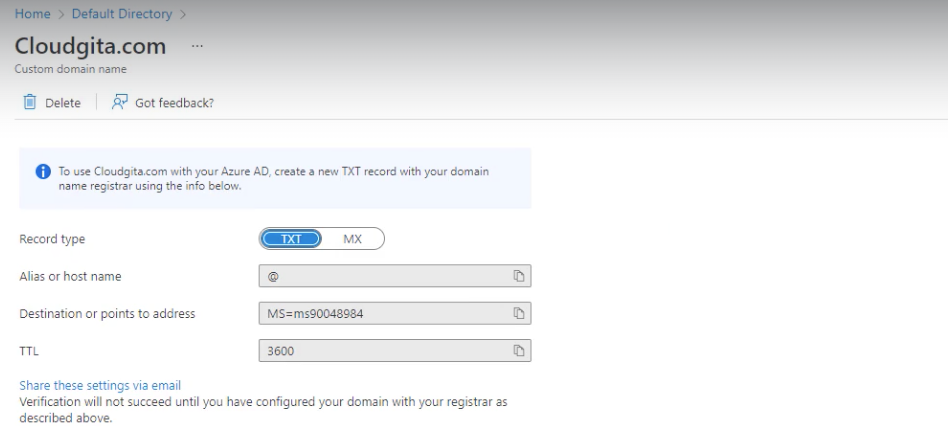 Home > Default Directory >
Cloudgita.com ...
Custom domain name
Delete | Got feedback?
To use Cloudgita.com with your Azure AD, create a new TXT record with your domain
name registrar using the info below.
Record type TXT MX
Alias or host name @
Destination or points to address MS=ms90048984
TTL 3600
Share these settings via email
Verification will not succeed until you have configured your domain with your registrar as
described above.